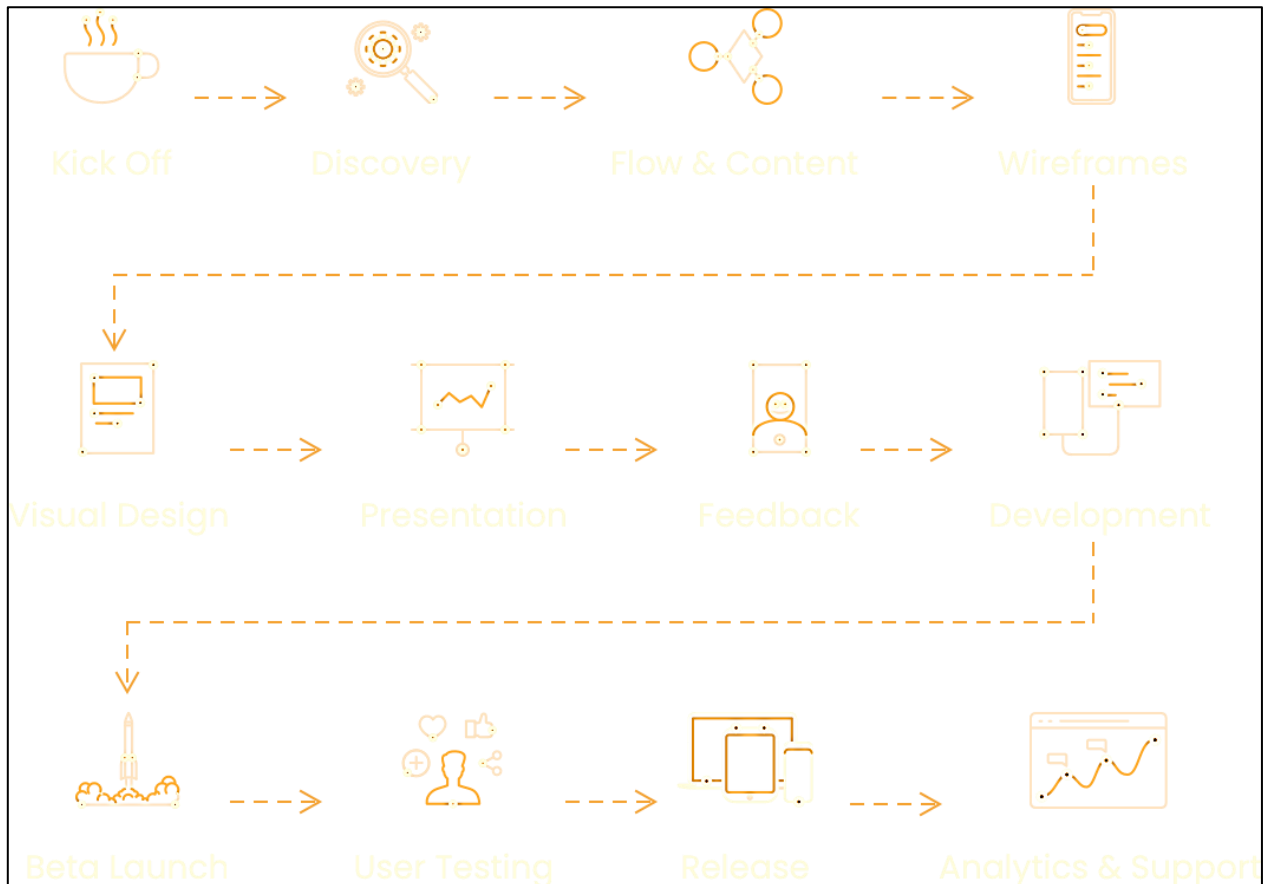 Kick Off
Discovery
Flow & Content
Wireframes
Visual Design
Presentation
Feedback
Development
Beta Launch
User Testing
Release
Analytics & Support